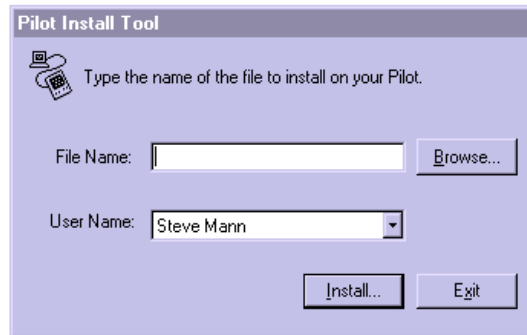 Pilot Install Tool
Type the name of the file to install on your Pilot.
File Name: Browse...
User Name: Steve Mann
Install... Exit